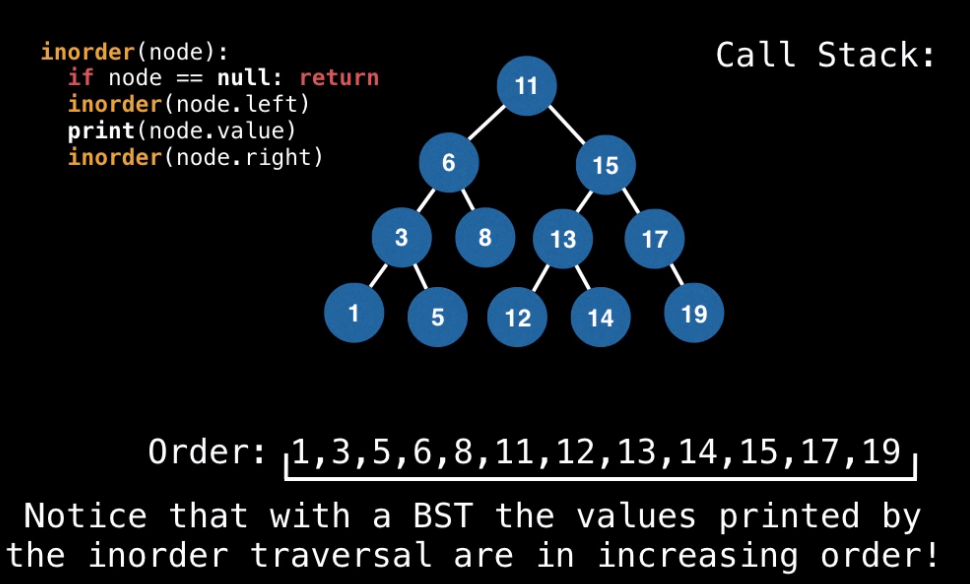 inorder(node):
if node == null: return
inorder(node.left)
print(node.value)
inorder(node.right)
Call Stack:
11
6
15
3
8
13
17
1
5
12
14
19
Order: 1,3,5,6,8,11,12,13,14,15,17,19
Notice that with a BST the values printed by
the inorder traversal are in increasing order!